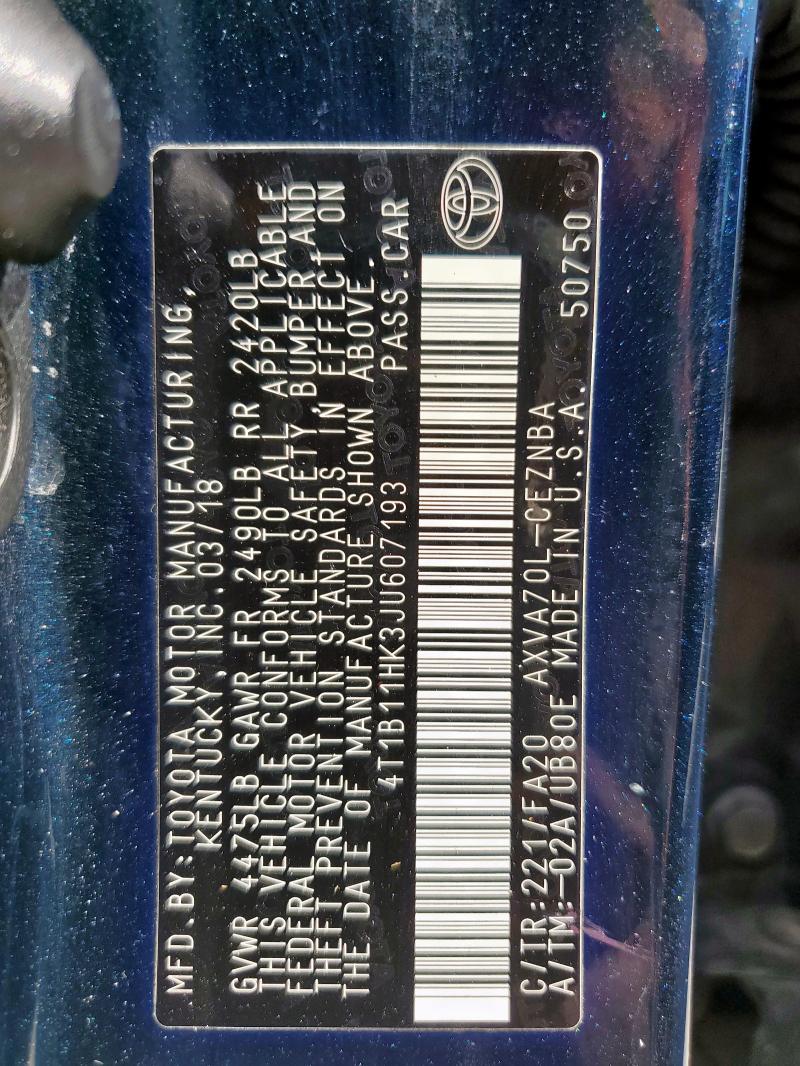 MFD.BY:TOYOTA MOTOR MANUFACTURING,
KENTUCKY, INC.03/18
GVWR 4475LB GAWR FR 2490LB RR 2420LB
THIS VEHICLE CONFORMS TO ALL APPLICABLE
FEDERAL MOTOR VEHICLE SAFETY, BUMPER AND
THEFT PREVENTION STANDARDS IN EFFECT ON
THE DATE OF MANUFACTURE SHOWN ABOVE.
4T1B11HK3JU607193 PASS.CAR
C/TR:221/FA20 AXVA70L-CEZNBA
A/TM:-02A/UB80E MADE IN U.S.A. 50750